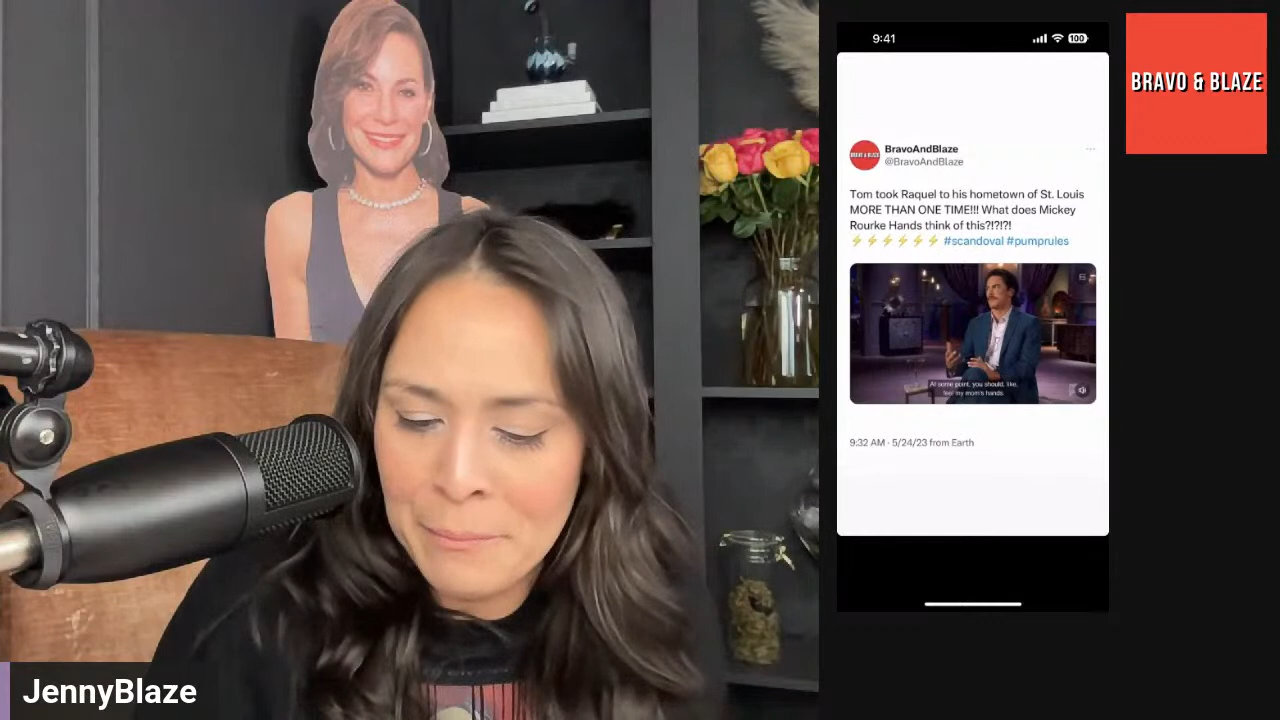 9:41
100
BRAVO & BLAZE
BRAVO & BLAZE
BravoAndBlaze
@BravoAndBlaze
Tom took Raquel to his hometown of St. Louis
MORE THAN ONE TIME!!! What does Mickey
Rourke Hands think of this?!?!?!
⚡⚡⚡⚡⚡⚡ #scandoval #pumprules
At some point, you should, like,
feel my mom's hands.
9:32 AM · 5/24/23 from Earth
JennyBlaze